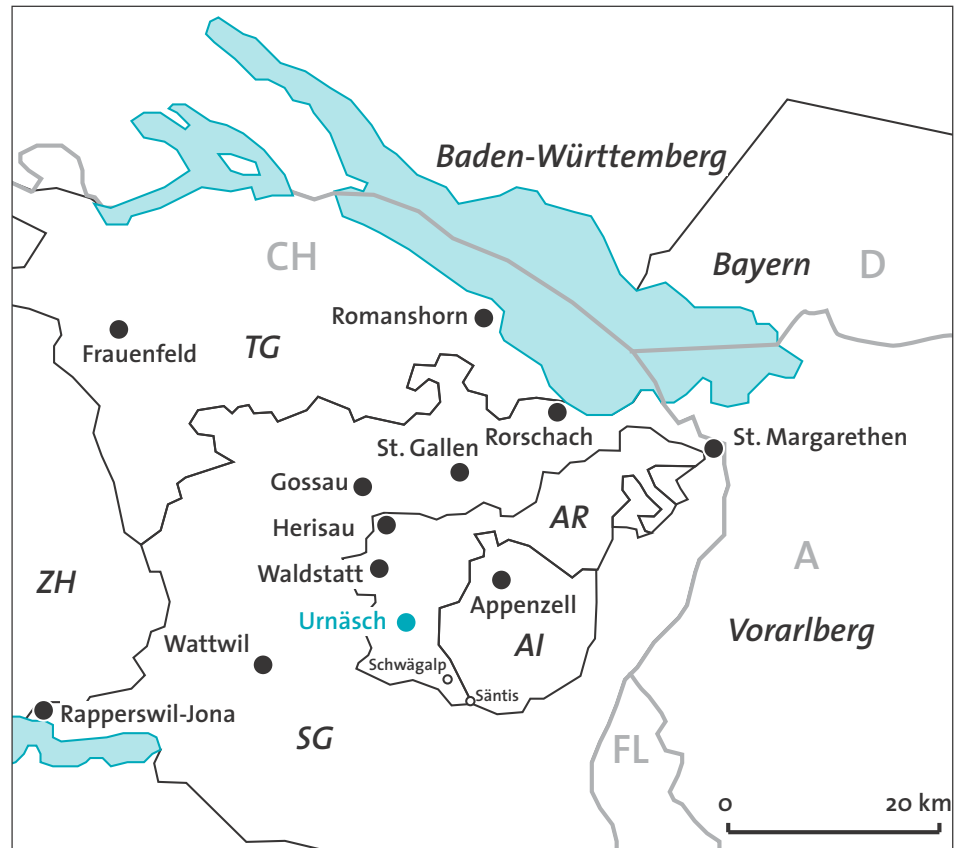 Baden-Württemberg
CH
Bayern
D
Romanshorn
Frauenfeld
TG
Rorschach
St. Margarethen
St. Gallen
Gossau
AR
Herisau
A
Waldstatt
ZH
Appenzell
Urnäsch
Vorarlberg
AI
Wattwil
Schwägalp
Säntis
Rapperswil-Jona
SG
FL
0
20 km